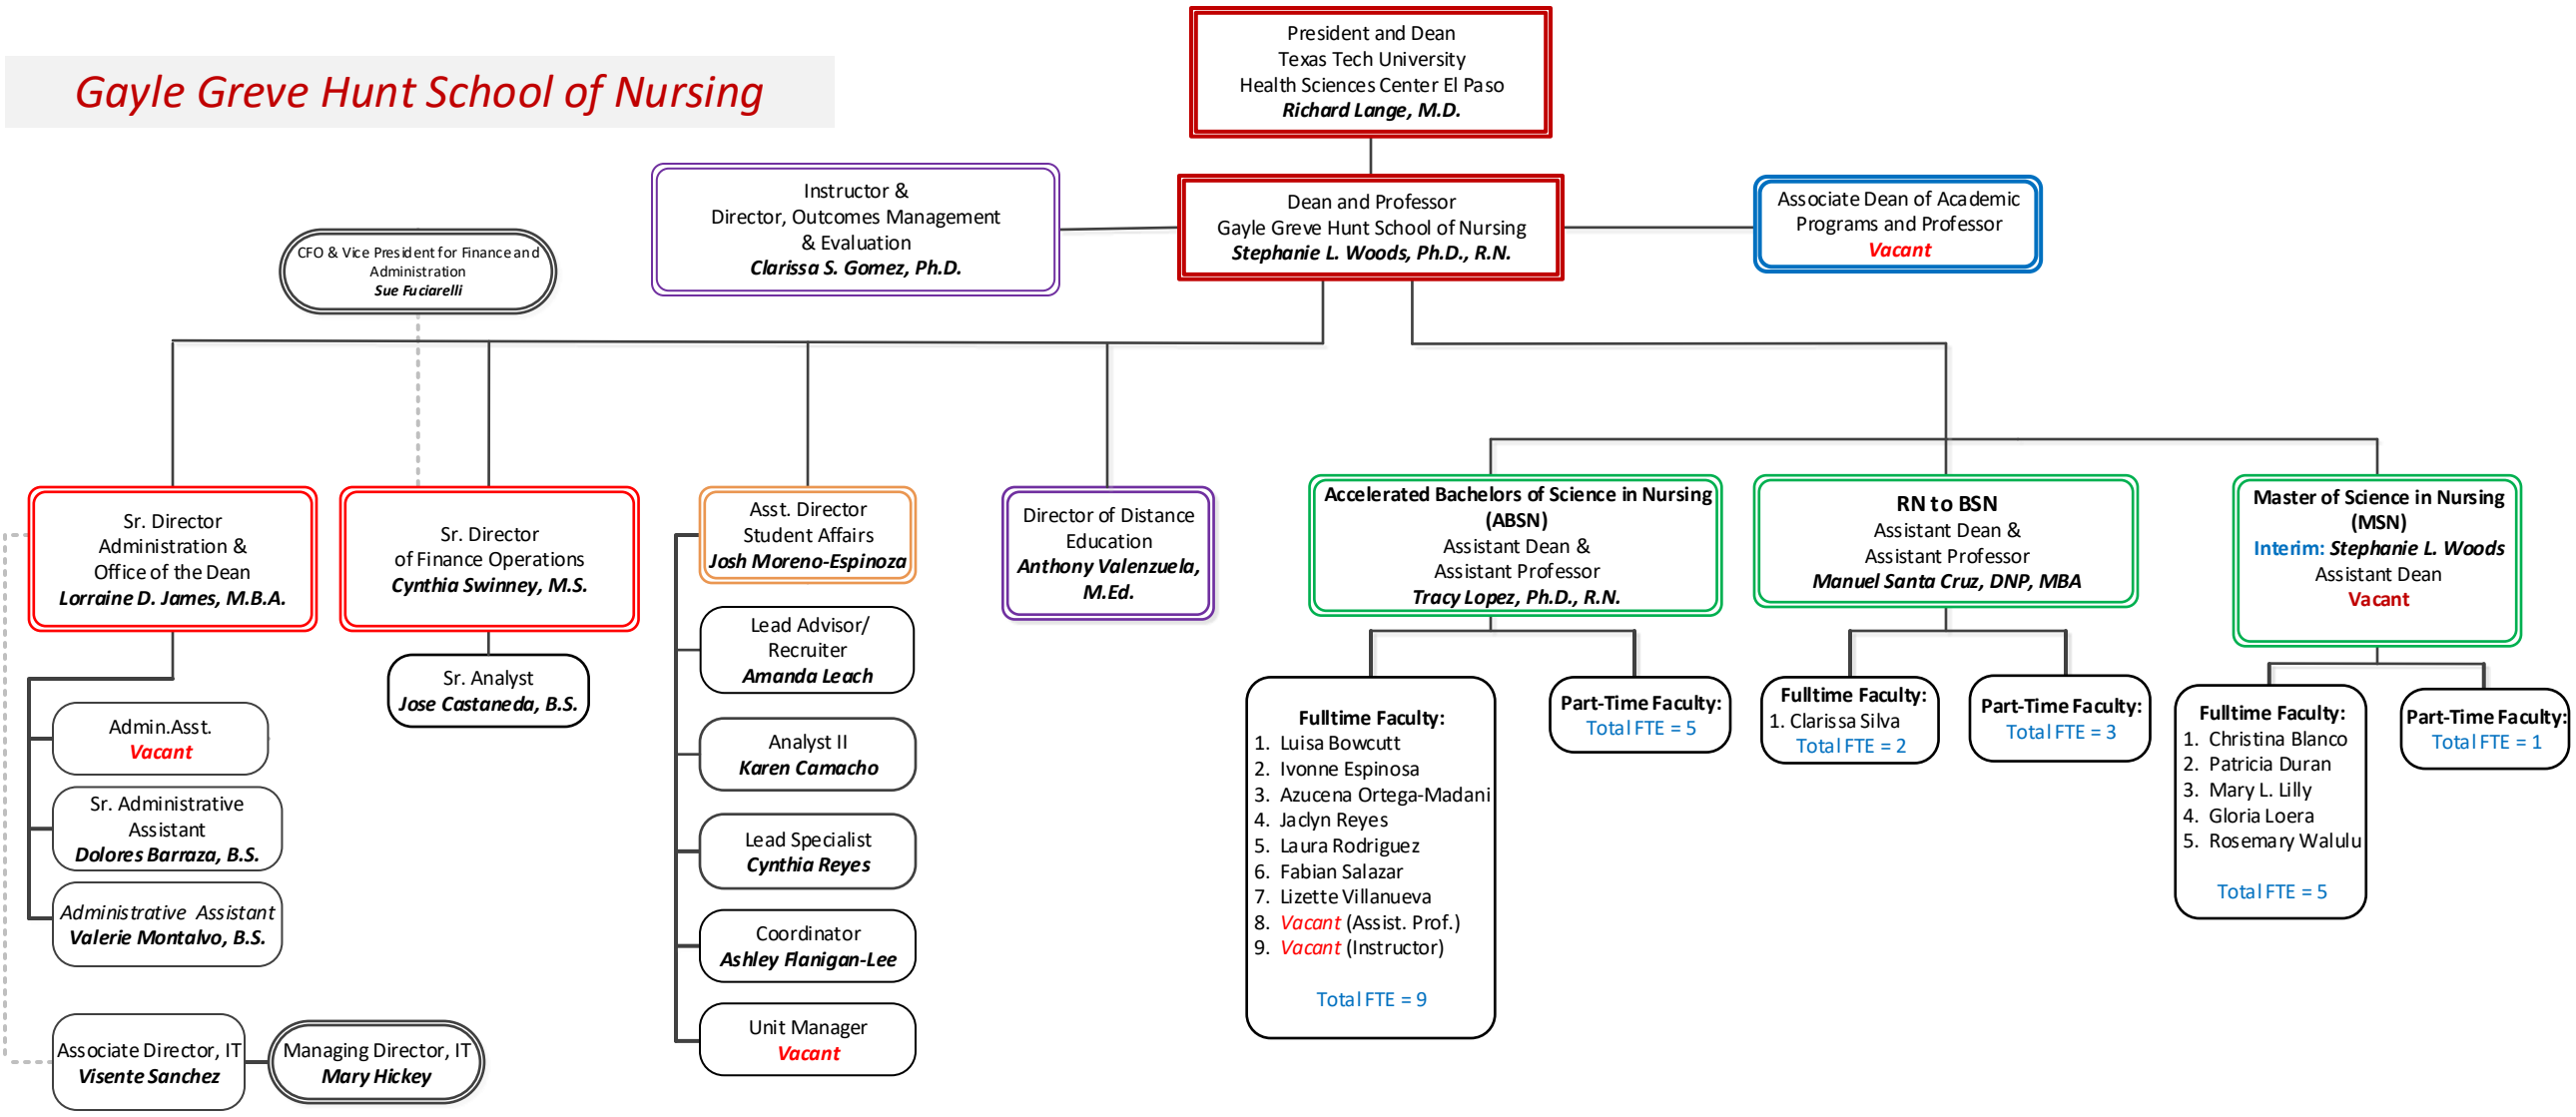 Gayle Greve Hunt School of Nursing
President and Dean
Texas Tech University
Health Sciences Center El Paso
Richard Lange, M.D.
Instructor &
Director, Outcomes Management
& Evaluation
Clarissa S. Gomez, Ph.D.
Dean and Professor
Gayle Greve Hunt School of Nursing
Stephanie L. Woods, Ph.D., R.N.
Associate Dean of Academic
Programs and Professor
Vacant
CFO & Vice President for Finance and
Administration
Sue Fuciarelli
Sr. Director
Administration &
Office of the Dean
Lorraine D. James, M.B.A.
Admin.Asst.
Vacant
Sr. Administrative
Assistant
Dolores Barraza, B.S.
Administrative Assistant
Valerie Montalvo, B.S.
Associate Director, IT
Visente Sanchez
Managing Director, IT
Mary Hickey
Sr. Director
of Finance Operations
Cynthia Swinney, M.S.
Sr. Analyst
Jose Castaneda, B.S.
Asst. Director
Student Affairs
Josh Moreno-Espinoza
Lead Advisor/
Recruiter
Amanda Leach
Analyst II
Karen Camacho
Lead Specialist
Cynthia Reyes
Coordinator
Ashley Flanigan-Lee
Unit Manager
Vacant
Director of Distance
Education
Anthony Valenzuela,
M.Ed.
Accelerated Bachelors of Science in Nursing
(ABSN)
Assistant Dean &
Assistant Professor
Tracy Lopez, Ph.D., R.N.
Fulltime Faculty:
1. Luisa Bowcutt
2. Ivonne Espinosa
3. Azucena Ortega-Madani
4. Jaclyn Reyes
5. Laura Rodriguez
6. Fabian Salazar
7. Lizette Villanueva
8. Vacant (Assist. Prof.)
9. Vacant (Instructor)
Total FTE = 9
Part-Time Faculty:
Total FTE = 5
RN to BSN
Assistant Dean &
Assistant Professor
Manuel Santa Cruz, DNP, MBA
Fulltime Faculty:
1. Clarissa Silva
Total FTE = 2
Part-Time Faculty:
Total FTE = 3
Master of Science in Nursing
(MSN)
Interim: Stephanie L. Woods
Assistant Dean
Vacant
Fulltime Faculty:
1. Christina Blanco
2. Patricia Duran
3. Mary L. Lilly
4. Gloria Loera
5. Rosemary Walulu
Total FTE = 5
Part-Time Faculty:
Total FTE = 1